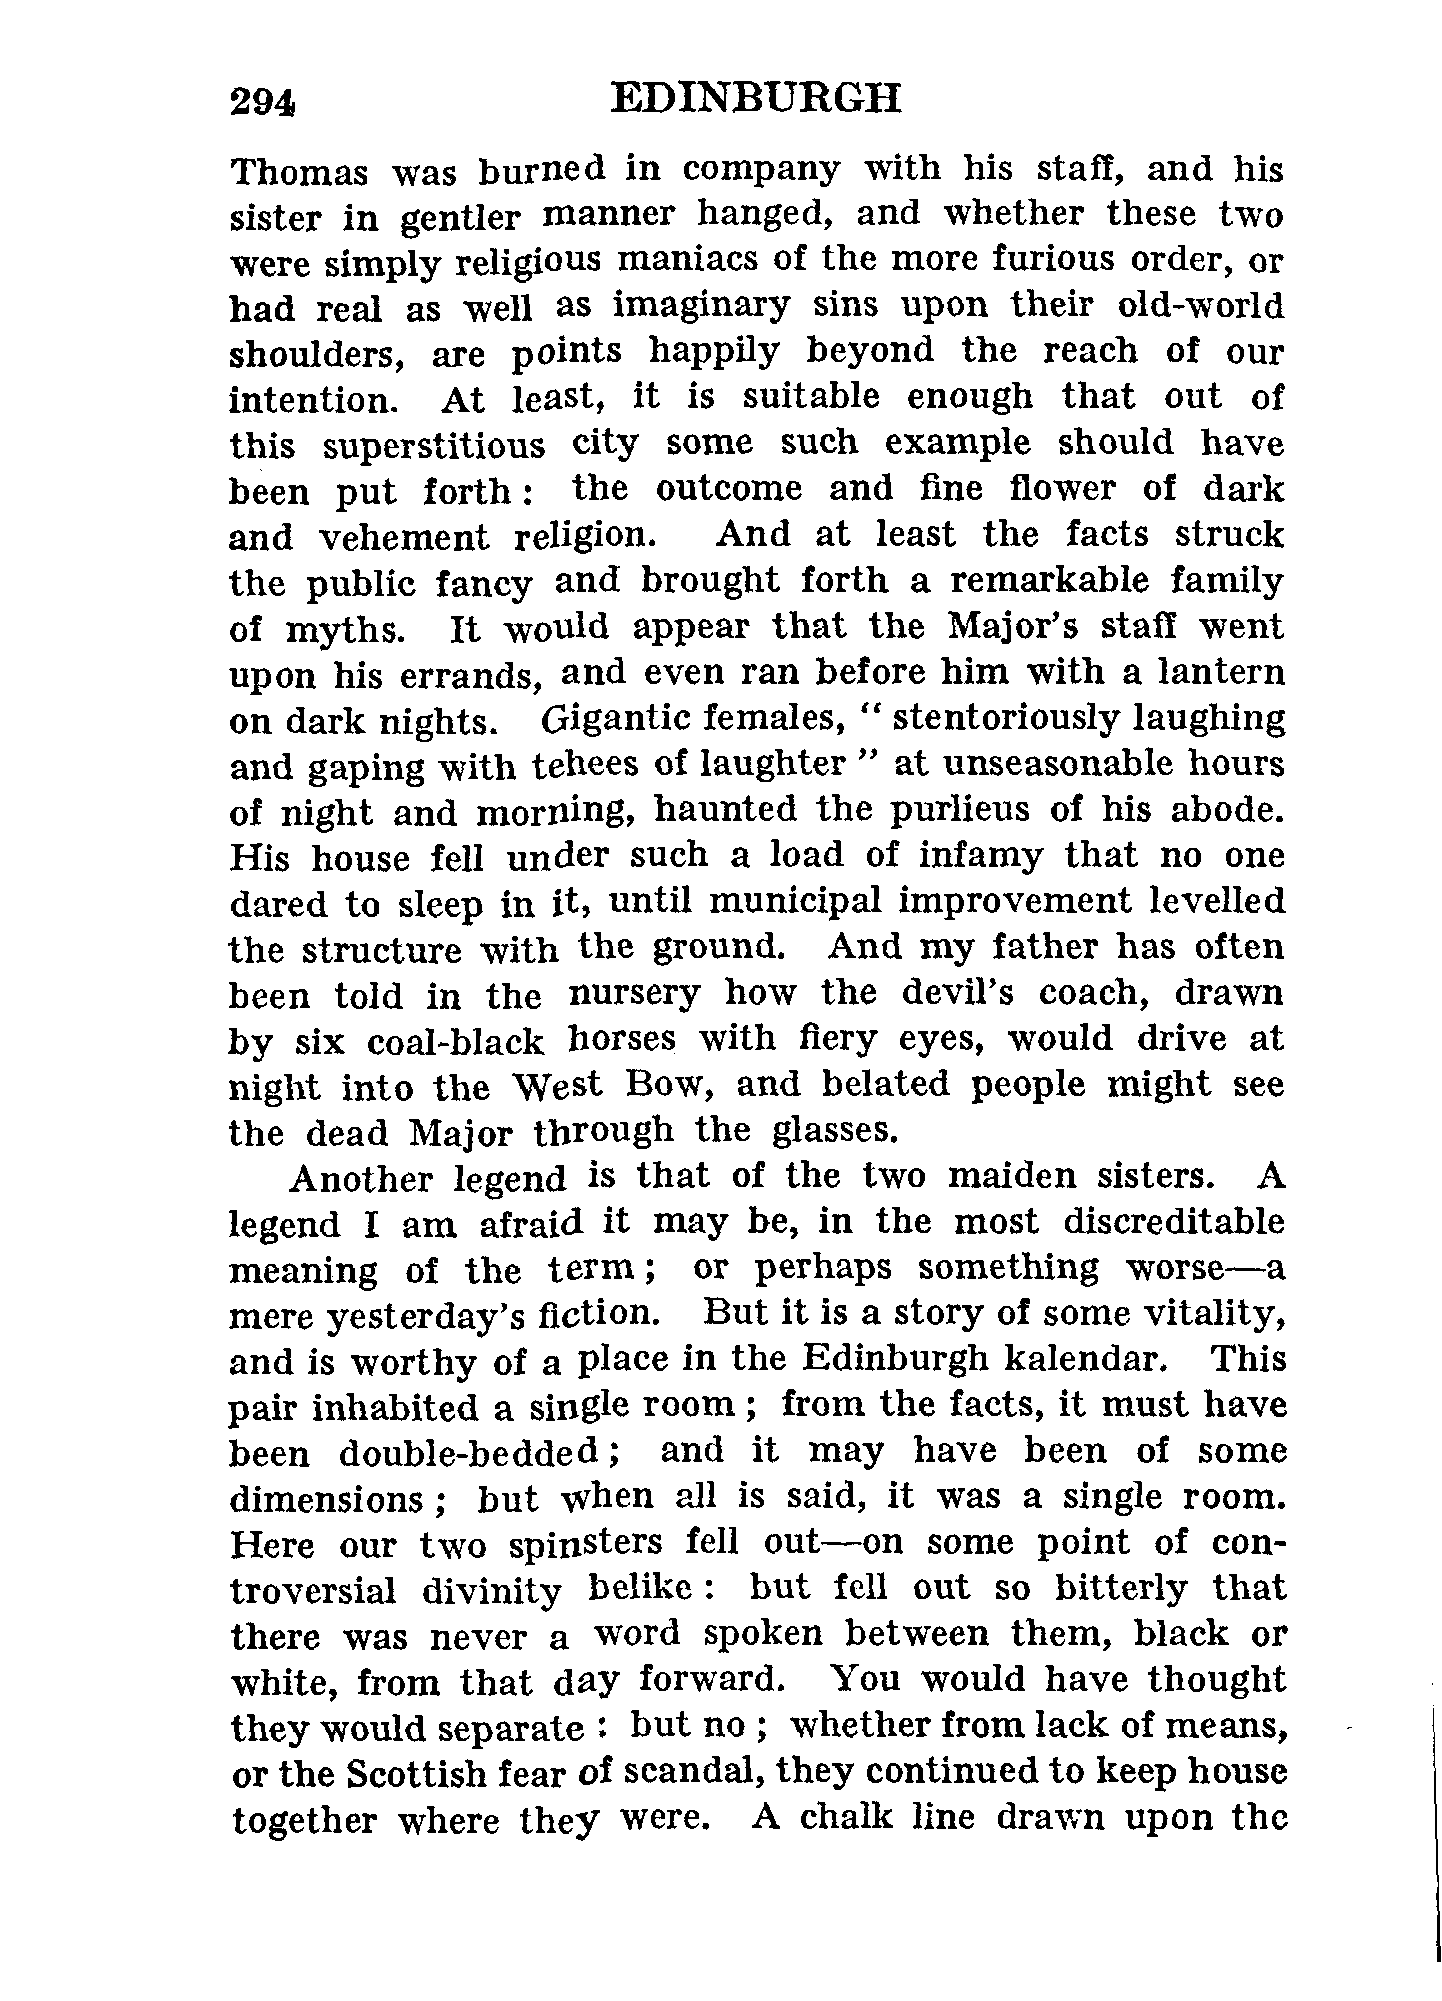 294 EDINBURGH
Thomas was burned in company with his staff, and his
sister in gentler manner hanged, and whether these two
were simply religious maniacs of the more furious order, or
had real as well as imaginary sins upon their old-world
shoulders, are points happily beyond the reach of our
intention. At least, it is suitable enough that out of
this superstitious city some such example should have
been put forth : the outcome and fine flower of dark
and vehement religion. And at least the facts struck
the public fancy and brought forth a remarkable family
of myths. It would appear that the Major's staff went
upon his errands, and even ran before him with a lantern
on dark nights. Gigantic females, “ stentoriously laughing
and gaping with tehees of laughter ” at unseasonable hours
of night and morning, haunted the purlieus of his abode.
His house fell under such a load of infamy that no one
dared to sleep in it, until municipal improvement levelled
the structure with the ground. And my father has often
been told in the nursery how the devil's coach, drawn
by six coal-black horses with fiery eyes, would drive at
night into the West Bow, and belated people might see
the dead Major through the glasses.
Another legend is that of the two maiden sisters. A
legend I am afraid it may be, in the most discreditable
meaning of the term ; or perhaps something worse—a
mere yesterday's fiction. But it is a story of some vitality,
and is worthy of a place in the Edinburgh kalendar. This
pair inhabited a single room ; from the facts, it must have
been double-bedded ; and it may have been of some
dimensions ; but when all is said, it was a single room.
Here our two spinsters fell out—on some point of con-
troversial divinity belike : but fell out so bitterly that
there was never a word spoken between them, black or
white, from that day forward. You would have thought
they would separate : but no ; whether from lack of means,
or the Scottish fear of scandal, they continued to keep house
together where they were. A chalk line drawn upon the